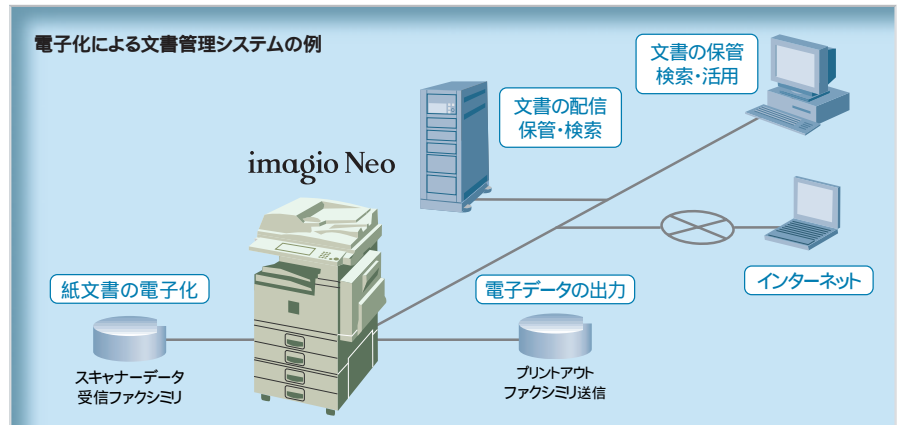 電子化による文書管理システムの例
文書の保管
検索・活用
文書の配信
保管・検索
imagio Neo
紙文書の電子化
電子データの出力
インターネット
スキャナーデータ
受信ファクシミリ
プリントアウト
ファクシミリ送信